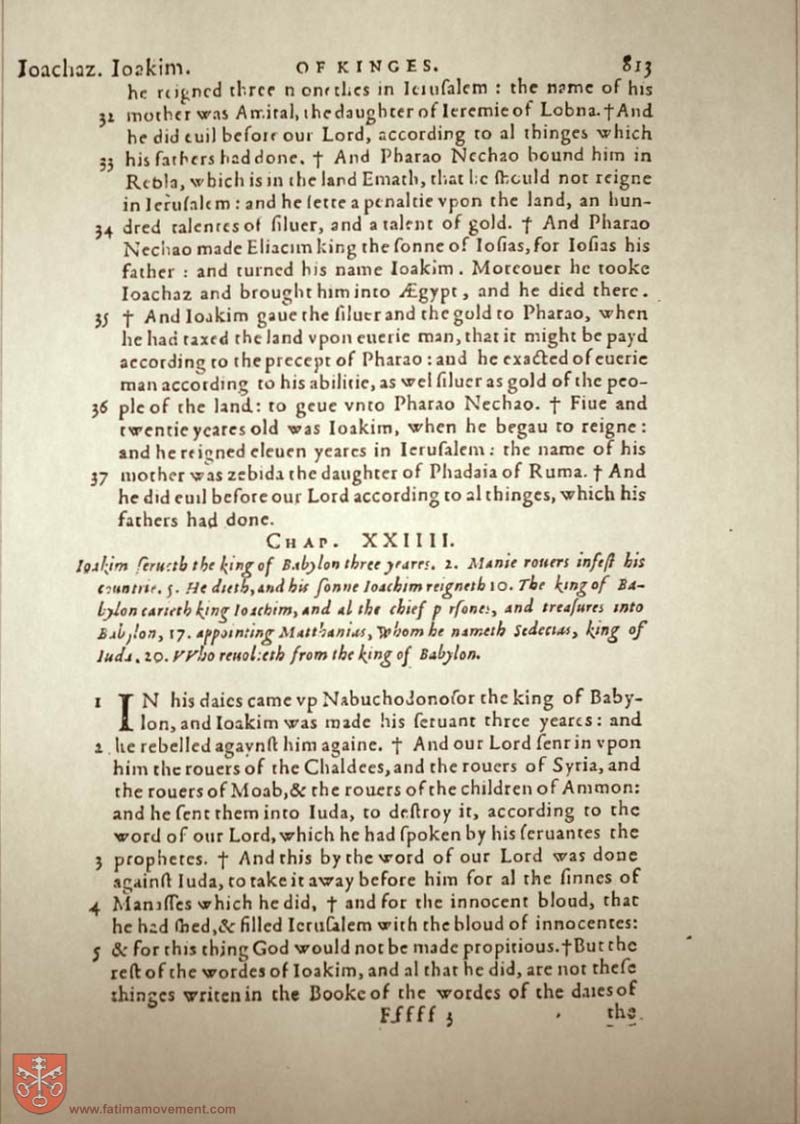 Ioachaz. Ioakim. OF KINGES. 813
he reigned three monethes in Ierusalem : the name of his
32 mother was Amital, the daughter of Ieremie of Lobna. † And
he did euil before our Lord, according to al thinges which
33 his fathers had done. † And Pharao Nechao bound him in
Rebla, which is in the land Emath, that he should not reigne
in Ierusalem : and he sette a penaltie vpon the land, an hun-
34 dred talentes of siluer, and a talent of gold. † And Pharao
Nechao made Eliacim king the sonne of Iosias, for Iosias his
father : and turned his name Ioakim. Moreouer he tooke
Ioachaz and brought him into Ægypt, and he died there.
35 † And Ioakim gaue the siluer and the gold to Pharao, when
he had taxed the land vpon euerie man, that it might be payd
according to the precept of Pharao : and he exacted of euerie
man according to his abilitie, as wel siluer as gold of the peo-
36 ple of the land: to geue vnto Pharao Nechao. † Fiue and
twentie yeares old was Ioakim, when he begau to reigne :
and he reigned eleuen yeares in Ierusalem : the name of his
37 mother was zebida the daughter of Phadaia of Ruma. † And
he did euil before our Lord according to al thinges, which his
fathers had done.
CHAP. XXIIII.
Ioakim serueth the king of Babylon three yeares. 2. Manie rouers infest his
countrie. 5. He dieth, and his sonne Ioachim reigneth 10. The king of Ba-
bylon carieth king Ioachim, and al the chief p rsones, and treasures into
Babylon, 17. appointing Matthanias, Whom he nameth Sedecias, king of
Iuda. 20. VVho reuolteth from the king of Babylon.
1 IN his daies came vp Nabuchodonosor the king of Baby-
lon, and Ioakim was made his seruant three yeares : and
2 he rebelled agaynst him againe. † And our Lord sent in vpon
him the rouers of the Chaldees, and the rouers of Syria, and
the rouers of Moab, & the rouers of the children of Ammon:
and he sent them into Iuda, to destroy it, according to the
word of our Lord, which he had spoken by his seruantes the
3 prophetes. † And this by the word of our Lord was done
against Iuda, to take it away before him for al the sinnes of
4 Manasses which he did, † and for the innocent bloud, that
he had shed, & filled Ierusalem with the bloud of innocentes:
5 & for this thing God would not be made propitious. † But the
rest of the wordes of Ioakim, and al that he did, are not these
thinges writen in the Booke of the wordes of the daies of
Fffff 3 the
www.fatimamovement.com